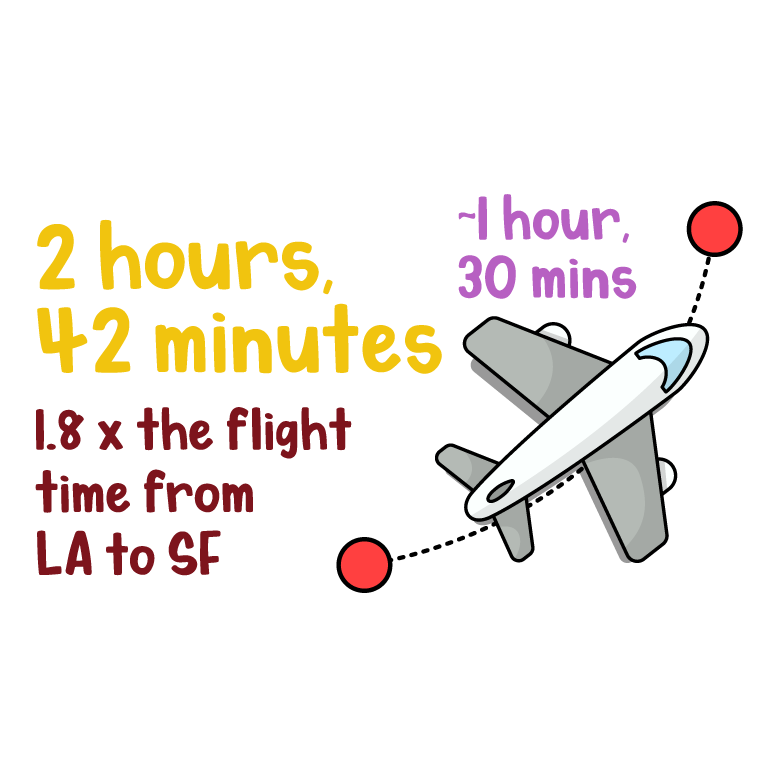 2 hours,
42 minutes
1.8 x the flight
time from
LA to SF
~1 hour,
30 mins